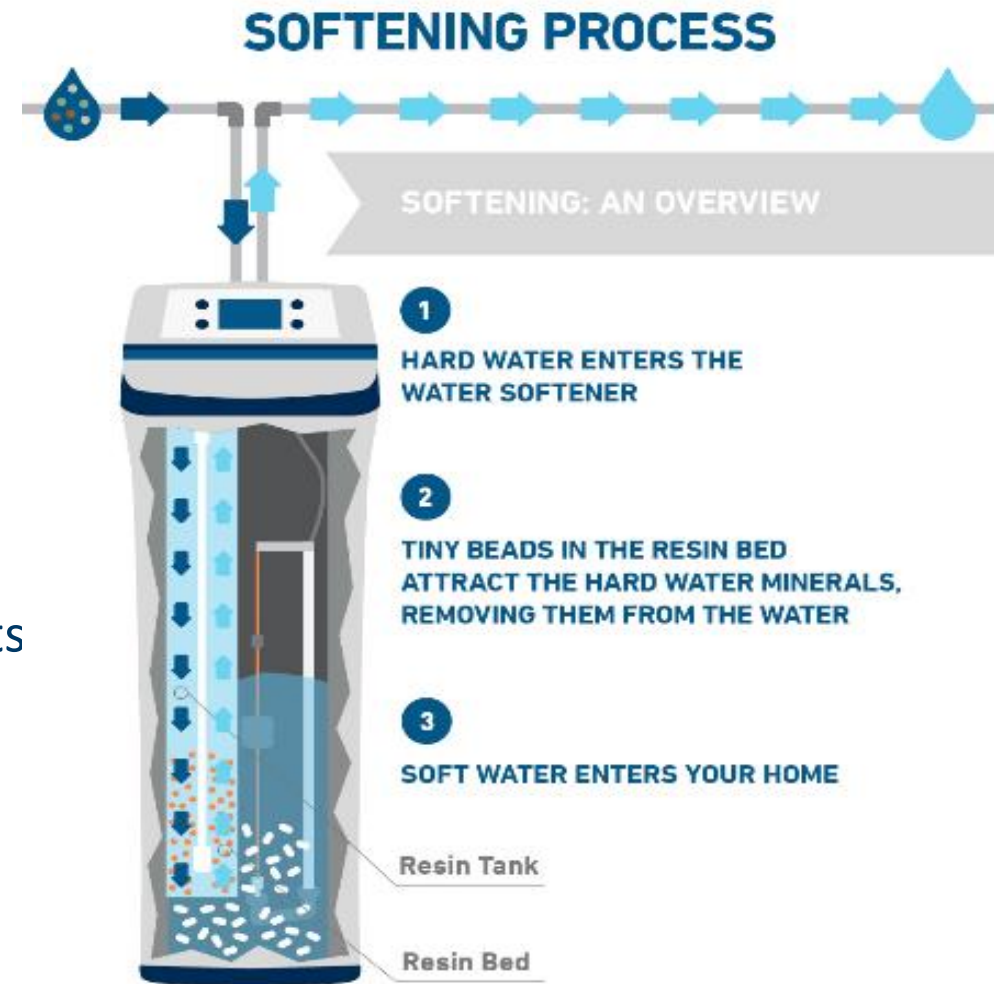 SOFTENING PROCESS
SOFTENING: AN OVERVIEW
1
HARD WATER ENTERS THE
WATER SOFTENER
2
TINY BEADS IN THE RESIN BED
ATTRACT THE HARD WATER MINERALS,
REMOVING THEM FROM THE WATER
ts
3
SOFT WATER ENTERS YOUR HOME
Resin Tank
Resin Bed